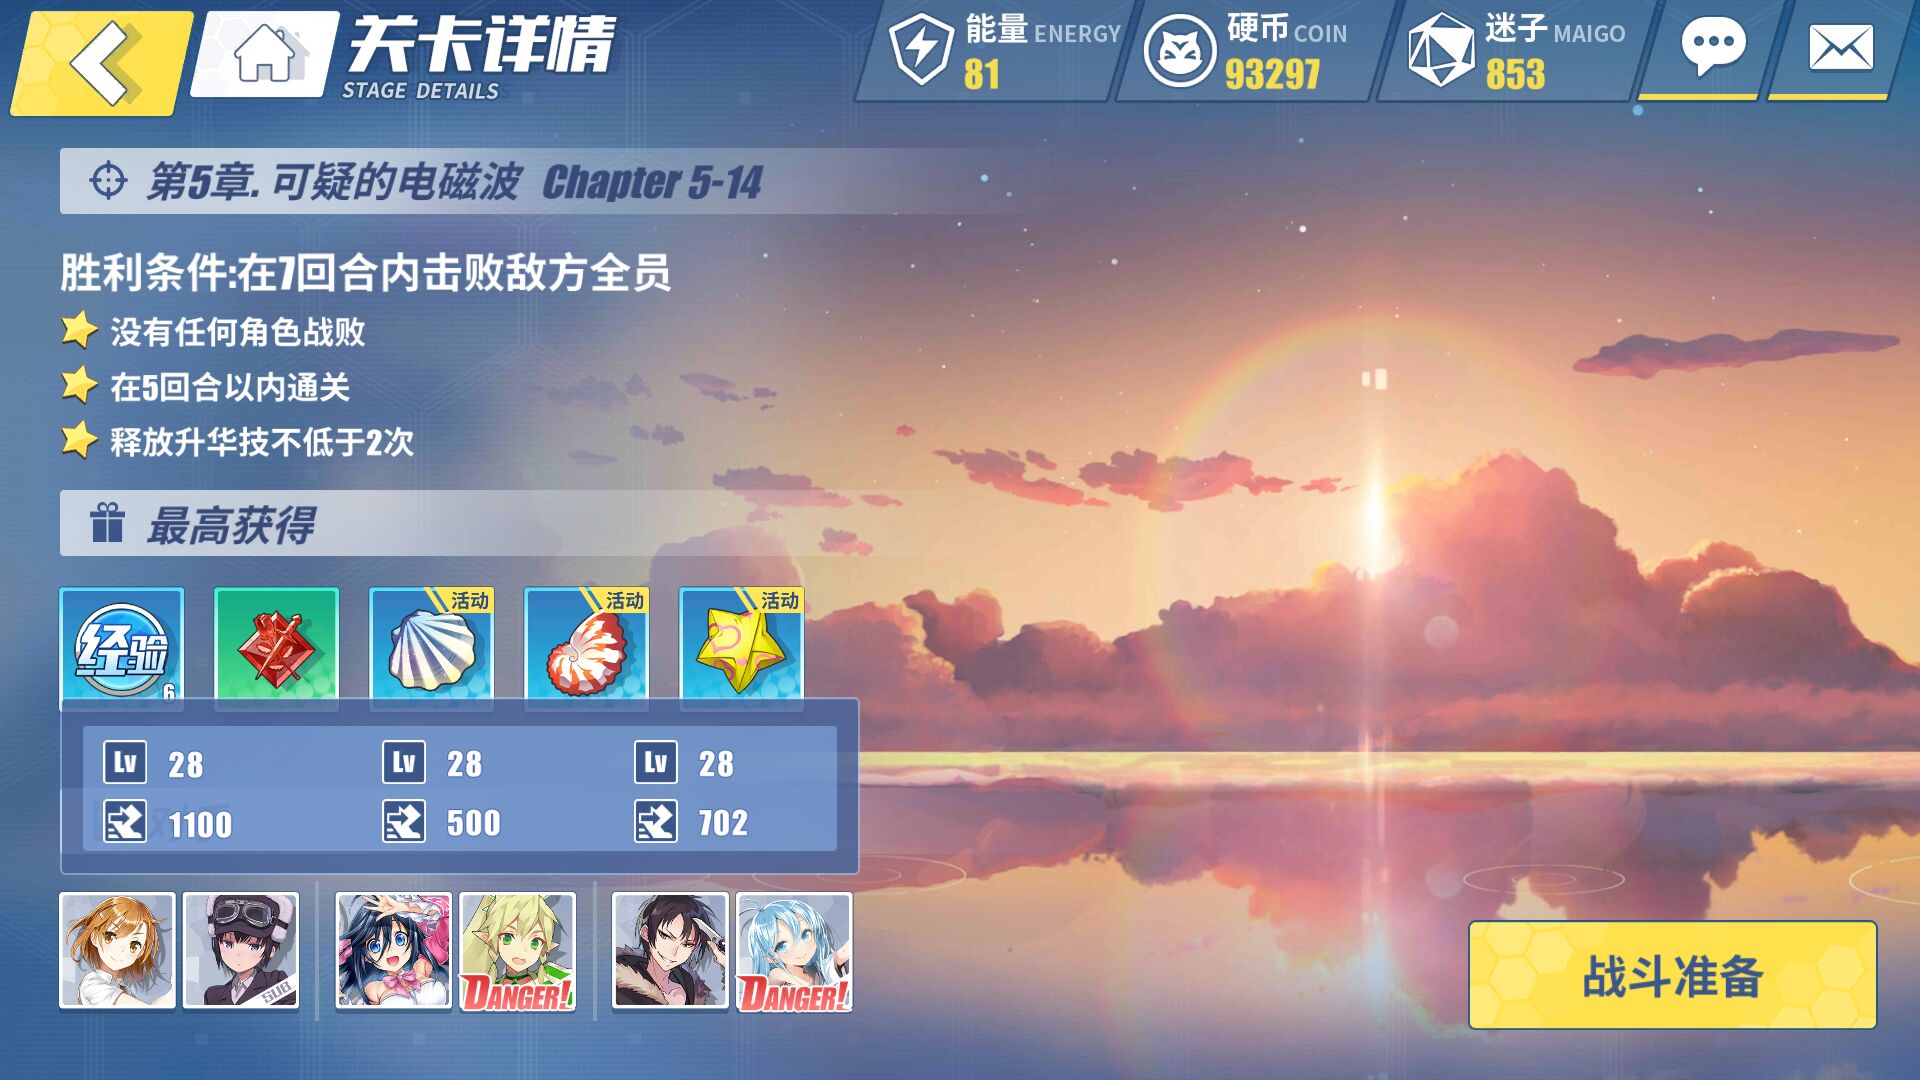 关卡详情
STAGE DETAILS
能量 ENERGY
81
硬币 COIN
93297
迷子 MAIGO
853
第5章. 可疑的电磁波 Chapter 5-14
胜利条件:在7回合内击败敌方全员
没有任何角色战败
在5回合以内通关
释放升华技不低于2次
最高获得
经验
6
活动
活动
活动
Lv 28
Lv 28
Lv 28
1100
500
702
SUB
DANGER!
DANGER!
战斗准备